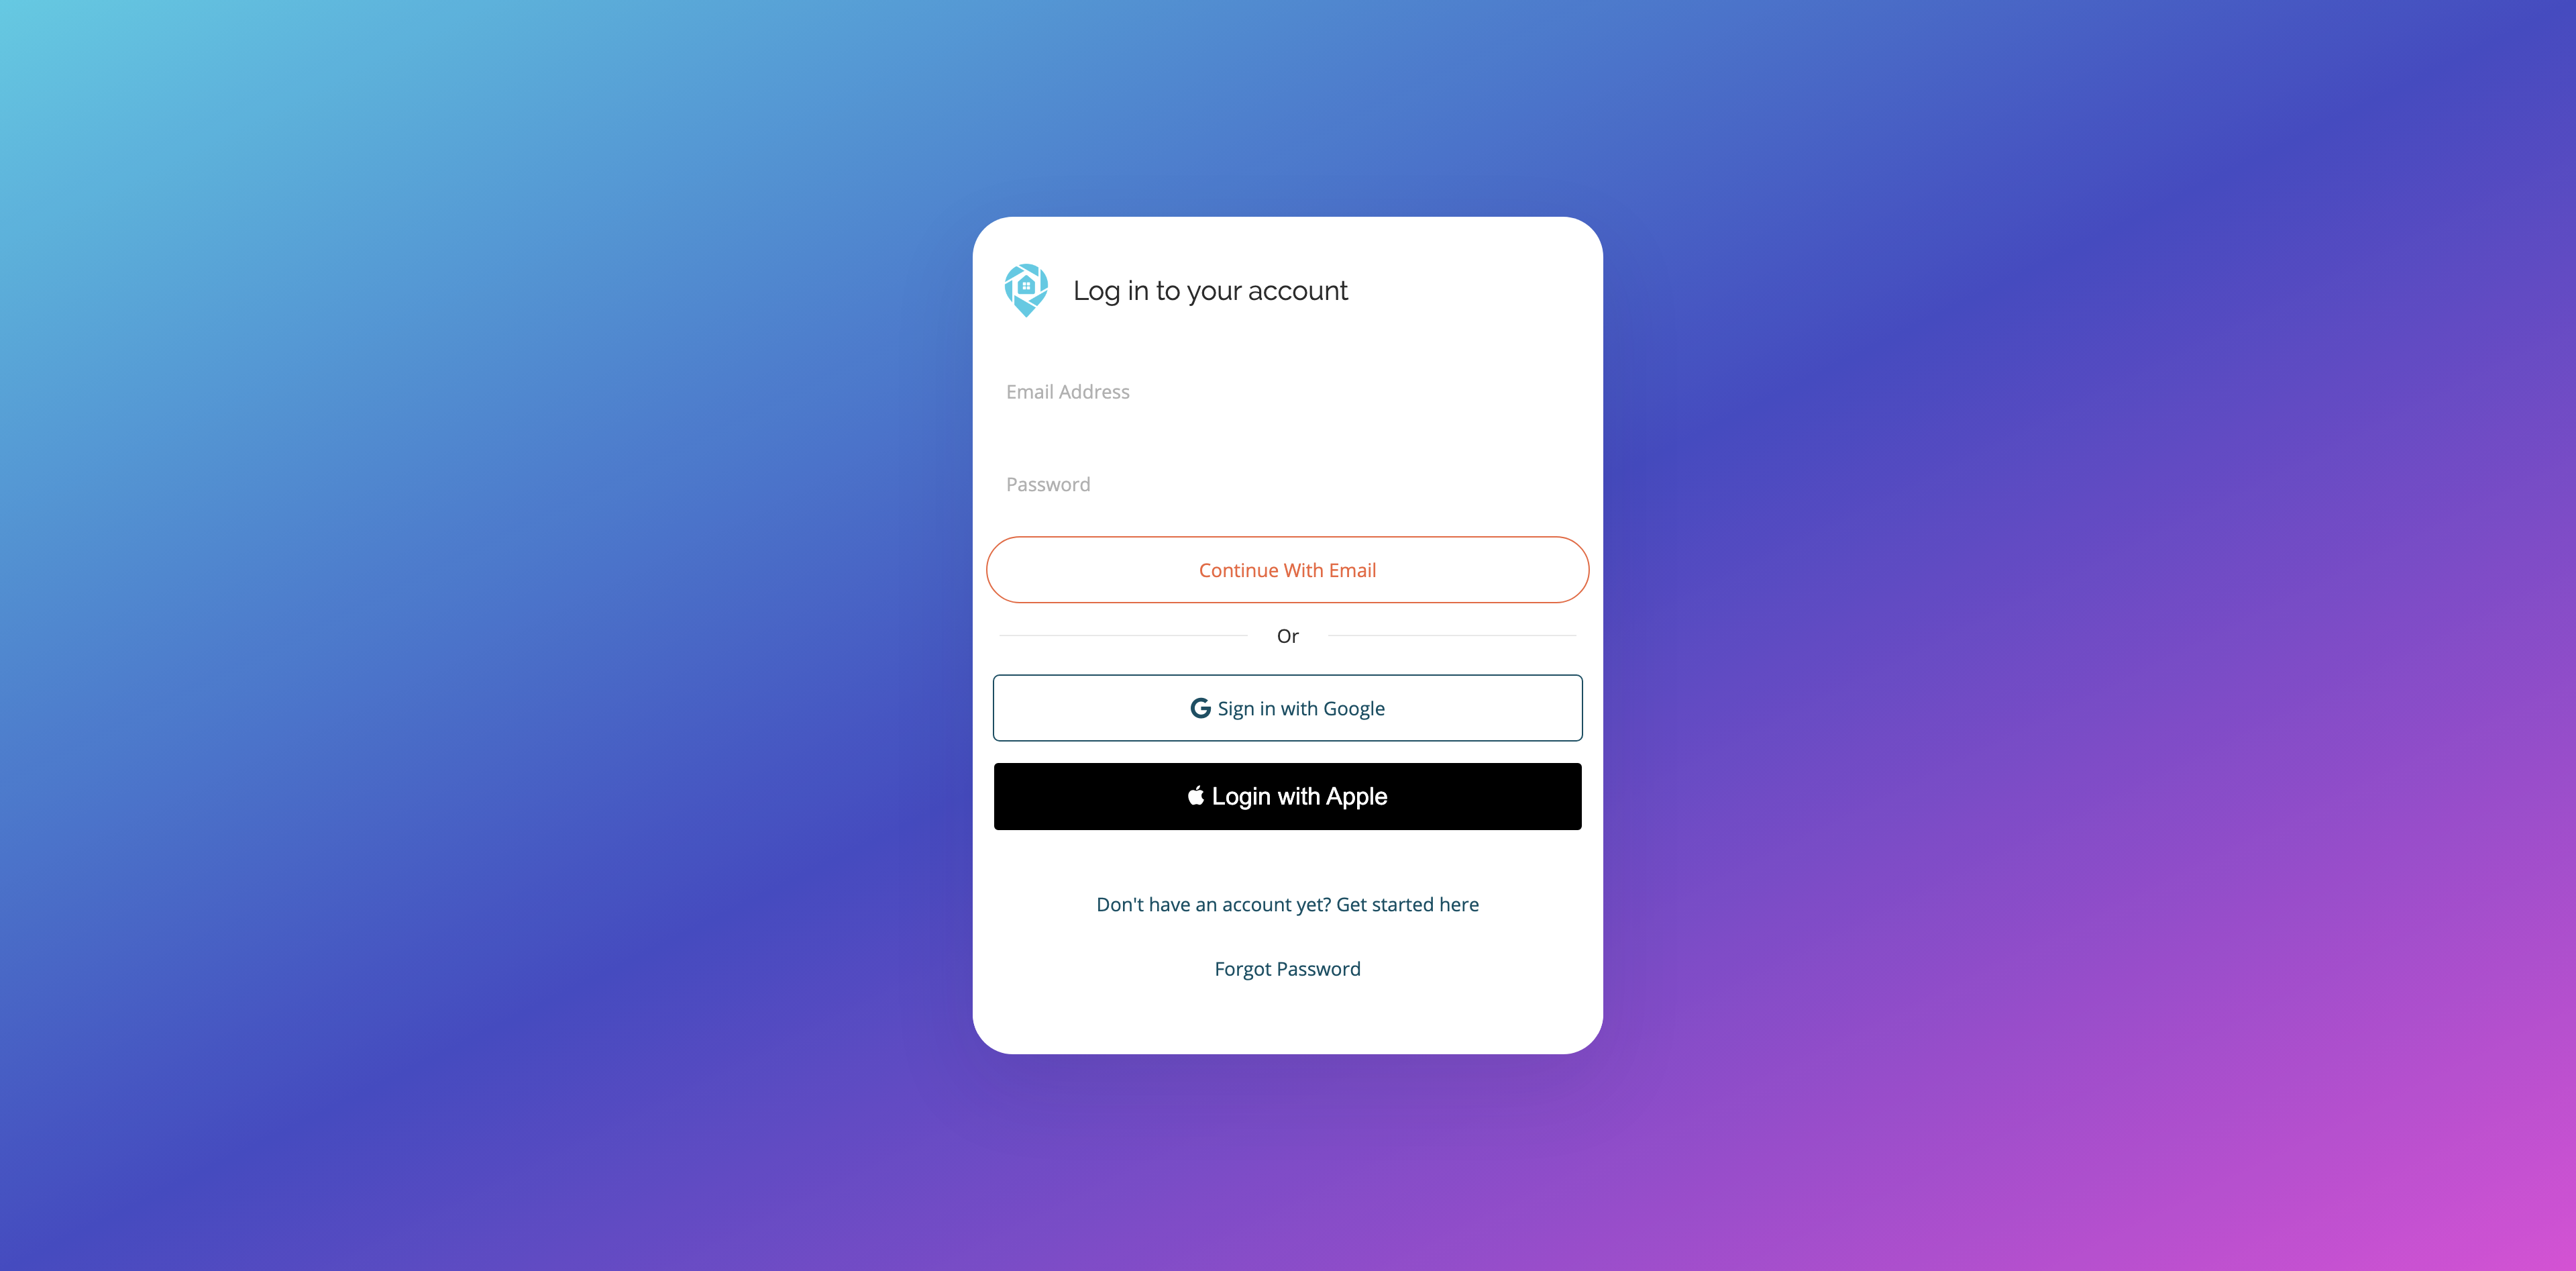 Log in to your account
Email Address
Password
Continue With Email
Or
Sign in with Google
Login with Apple
Don't have an account yet? Get started here
Forgot Password